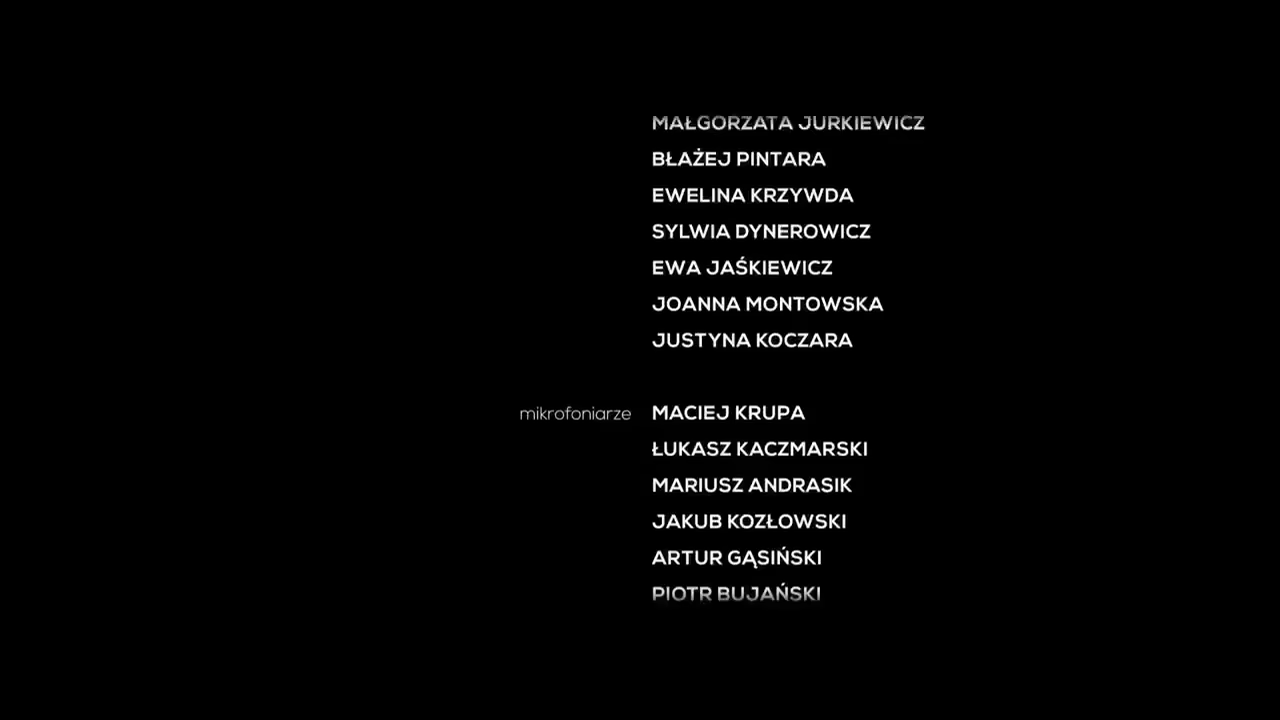 MAŁGORZATA JURKIEWICZ
BŁAŻEJ PINTARA
EWELINA KRZYWDA
SYLWIA DYNEROWICZ
EWA JAŚKIEWICZ
JOANNA MONTOWSKA
JUSTYNA KOCZARA
mikrofoniarze MACIEJ KRUPA
ŁUKASZ KACZMARSKI
MARIUSZ ANDRASIK
JAKUB KOZŁOWSKI
ARTUR GĄSIŃSKI
PIOTR BUJAŃSKI